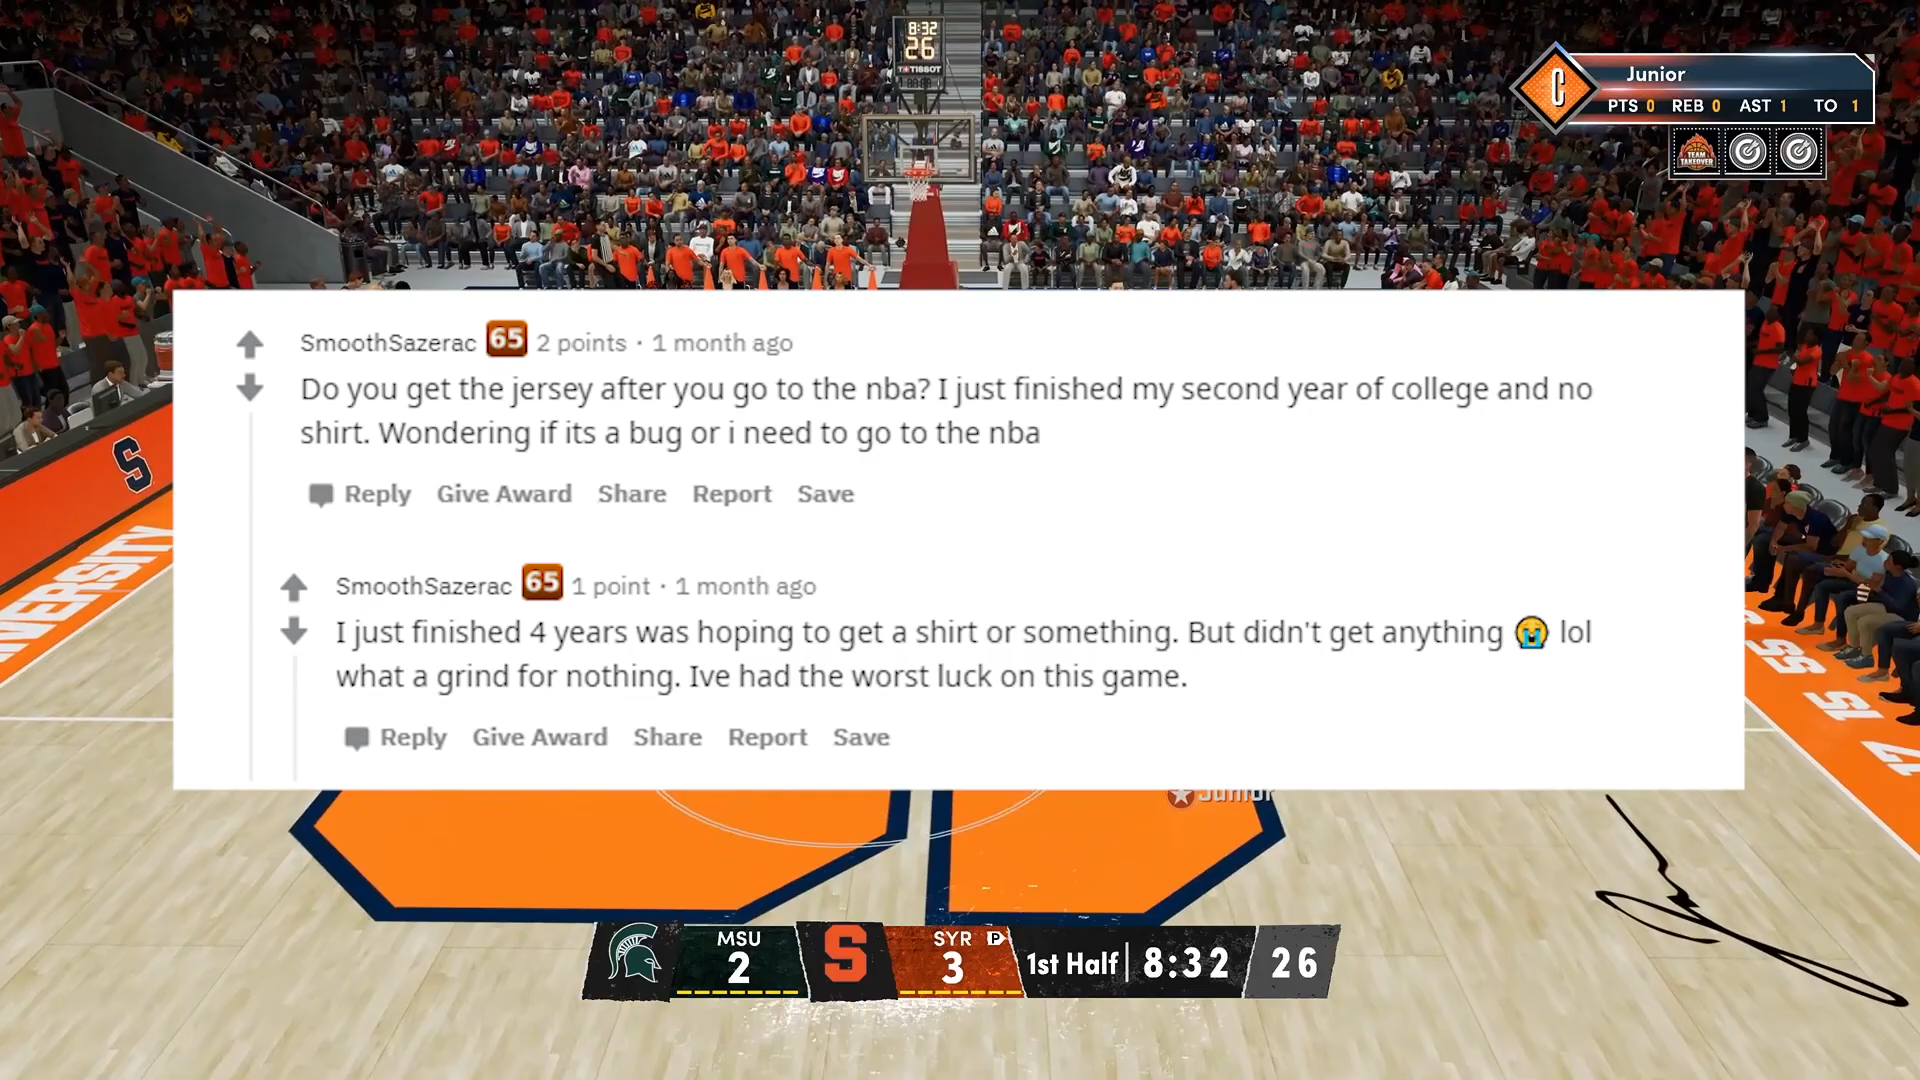 8:32
26
TISSOT
C
Junior
PTS 0 REB 0 AST 1 TO 1
TEAM TAKEOVER
SmoothSazerac 65 2 points · 1 month ago
Do you get the jersey after you go to the nba? I just finished my second year of college and no
shirt. Wondering if its a bug or i need to go to the nba
Reply Give Award Share Report Save
SmoothSazerac 65 1 point · 1 month ago
I just finished 4 years was hoping to get a shirt or something. But didn't get anything 😭 lol
what a grind for nothing. Ive had the worst luck on this game.
Reply Give Award Share Report Save
S
Junior
MSU
2
S
SYR P
3
1st Half 8:32 26